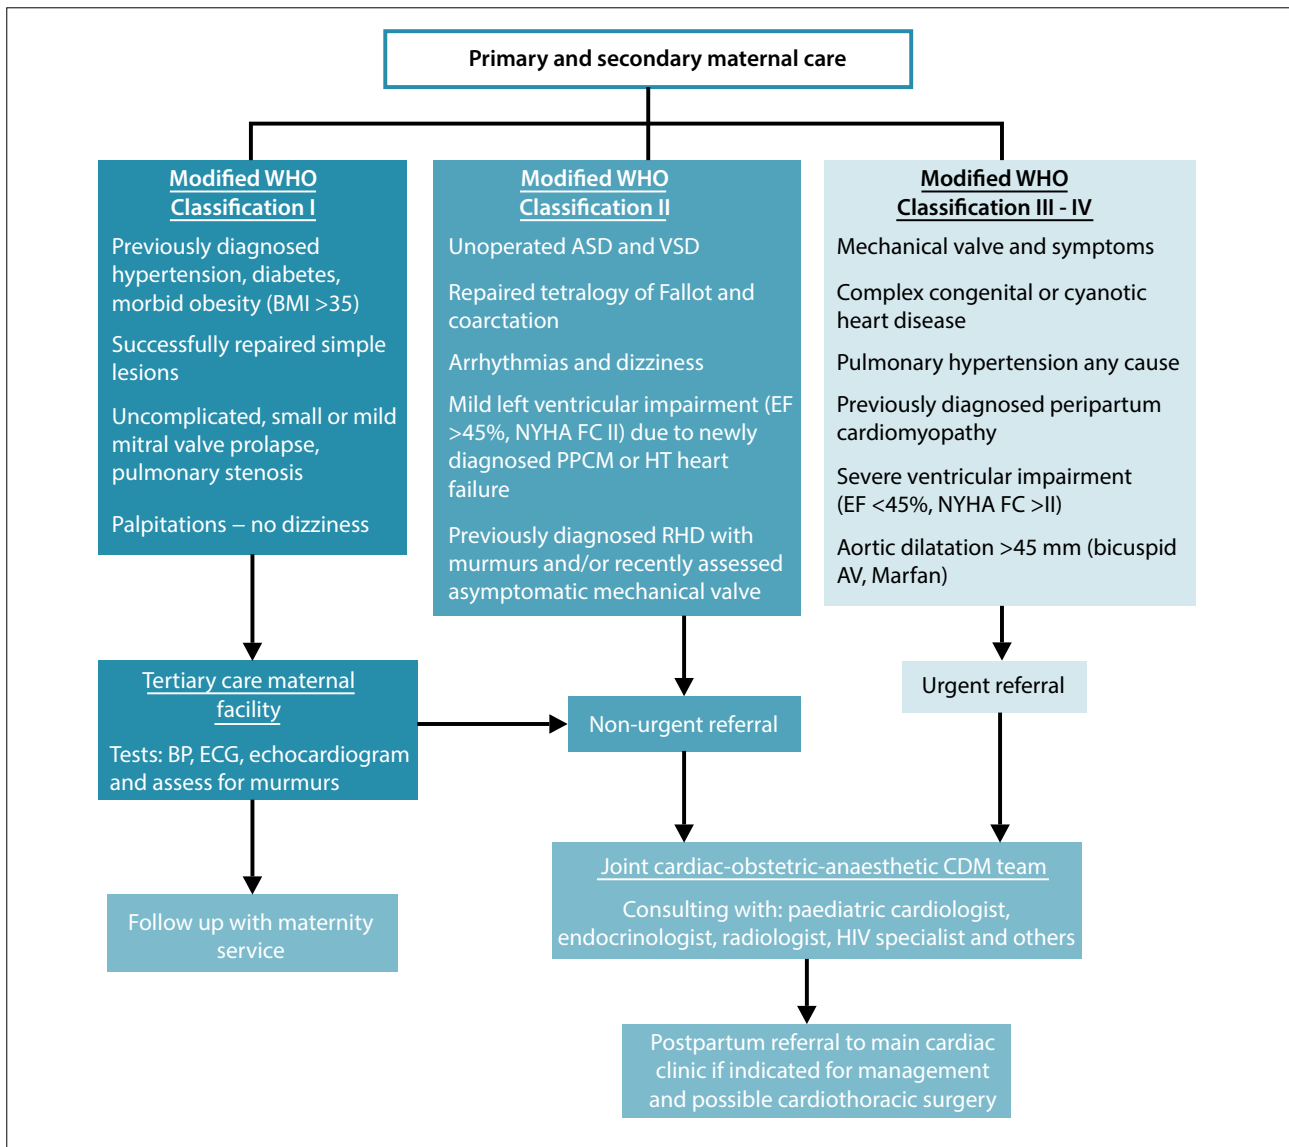 Primary and secondary maternal care
Modified WHO
Classification I
Previously diagnosed
hypertension, diabetes,
morbid obesity (BMI >35)
Successfully repaired simple
lesions
Uncomplicated, small or mild
mitral valve prolapse,
pulmonary stenosis
Palpitations – no dizziness
Modified WHO
Classification II
Unoperated ASD and VSD
Repaired tetralogy of Fallot and
coarctation
Arrhythmias and dizziness
Mild left ventricular impairment (EF
>45%, NYHA FC II) due to newly
diagnosed PPCM or HT heart
failure
Previously diagnosed RHD with
murmurs and/or recently assessed
asymptomatic mechanical valve
Modified WHO
Classification III - IV
Mechanical valve and symptoms
Complex congenital or cyanotic
heart disease
Pulmonary hypertension any cause
Previously diagnosed peripartum
cardiomyopathy
Severe ventricular impairment
(EF <45%, NYHA FC >II)
Aortic dilatation >45 mm (bicuspid
AV, Marfan)
Tertiary care maternal
facility
Tests: BP, ECG, echocardiogram
and assess for murmurs
Non-urgent referral
Urgent referral
Follow up with maternity
service
Joint cardiac-obstetric-anaesthetic CDM team
Consulting with: paediatric cardiologist,
endocrinologist, radiologist, HIV specialist and others
Postpartum referral to main cardiac
clinic if indicated for management
and possible cardiothoracic surgery